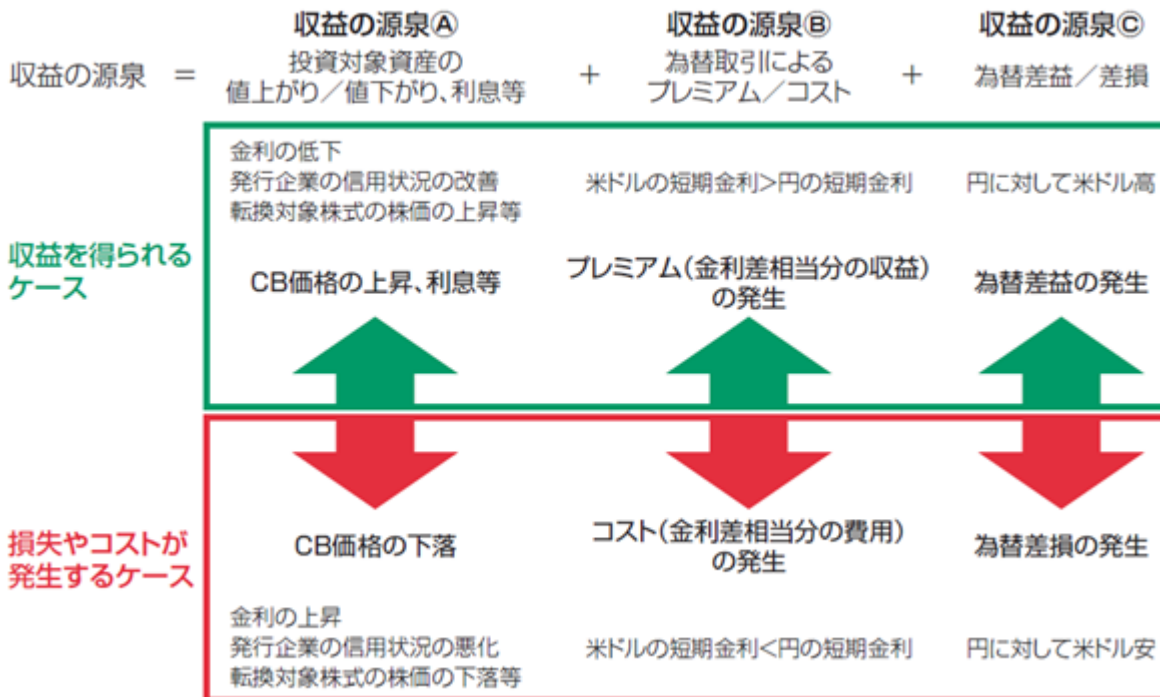 収益の源泉Ⓐ
収益の源泉Ⓑ
収益の源泉Ⓒ
収益の源泉 =
投資対象資産の
値上がり／値下がり、利息等
+
為替取引による
プレミアム／コスト
+
為替差益／差損
収益を得られる
ケース
金利の低下
発行企業の信用状況の改善
転換対象株式の株価の上昇等
米ドルの短期金利>円の短期金利
円に対して米ドル高
CB価格の上昇、利息等
プレミアム(金利差相当分の収益)
の発生
為替差益の発生
損失やコストが
発生するケース
CB価格の下落
コスト(金利差相当分の費用)
の発生
為替差損の発生
金利の上昇
発行企業の信用状況の悪化
転換対象株式の株価の下落等
米ドルの短期金利<円の短期金利
円に対して米ドル安